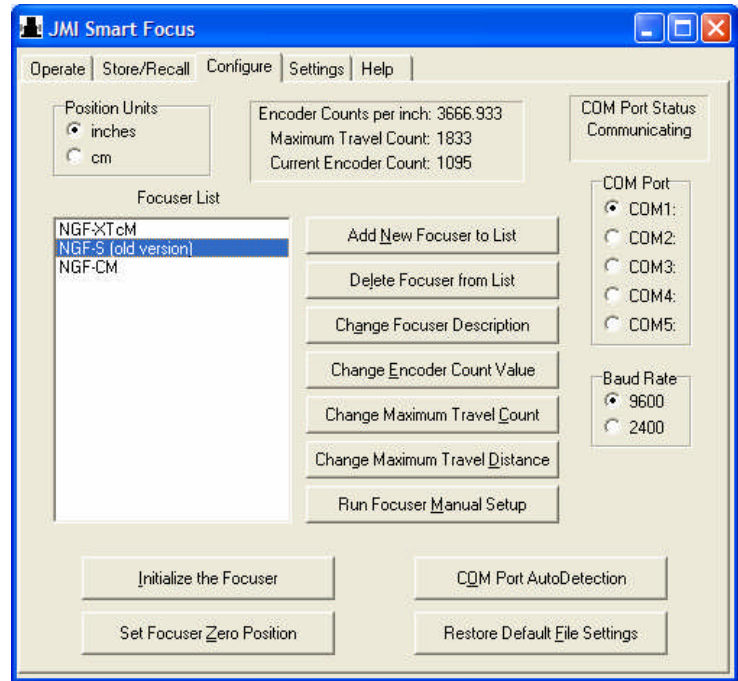 JMI Smart Focus
Operate Store/Recall Configure Settings Help
Position Units
inches
cm
Encoder Counts per inch: 3666.933
Maximum Travel Count: 1833
Current Encoder Count: 1095
COM Port Status
Communicating
Focuser List
NGF-XTcM
NGF-S (old version)
NGF-CM
Add New Focuser to List
Delete Focuser from List
Change Focuser Description
Change Encoder Count Value
Change Maximum Travel Count
Change Maximum Travel Distance
Run Focuser Manual Setup
COM Port
COM1:
COM2:
COM3:
COM4:
COM5:
Baud Rate
9600
2400
Initialize the Focuser
COM Port AutoDetection
Set Focuser Zero Position
Restore Default File Settings